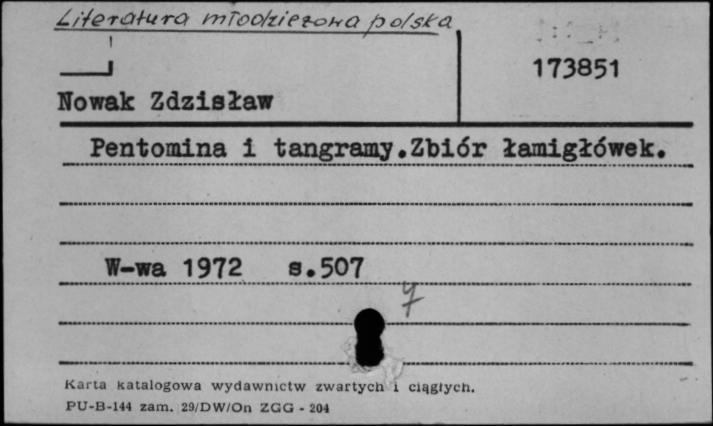 Literatura młodzieżowa polska
173851
Nowak Zdzisław
Pentomina i tangramy.Zbiór łamigłówek.
W-wa 1972 s.507
Karta katalogowa wydawnictw zwartych i ciągłych.
PU-B-144 zam. 29/DW/On ZGG - 204